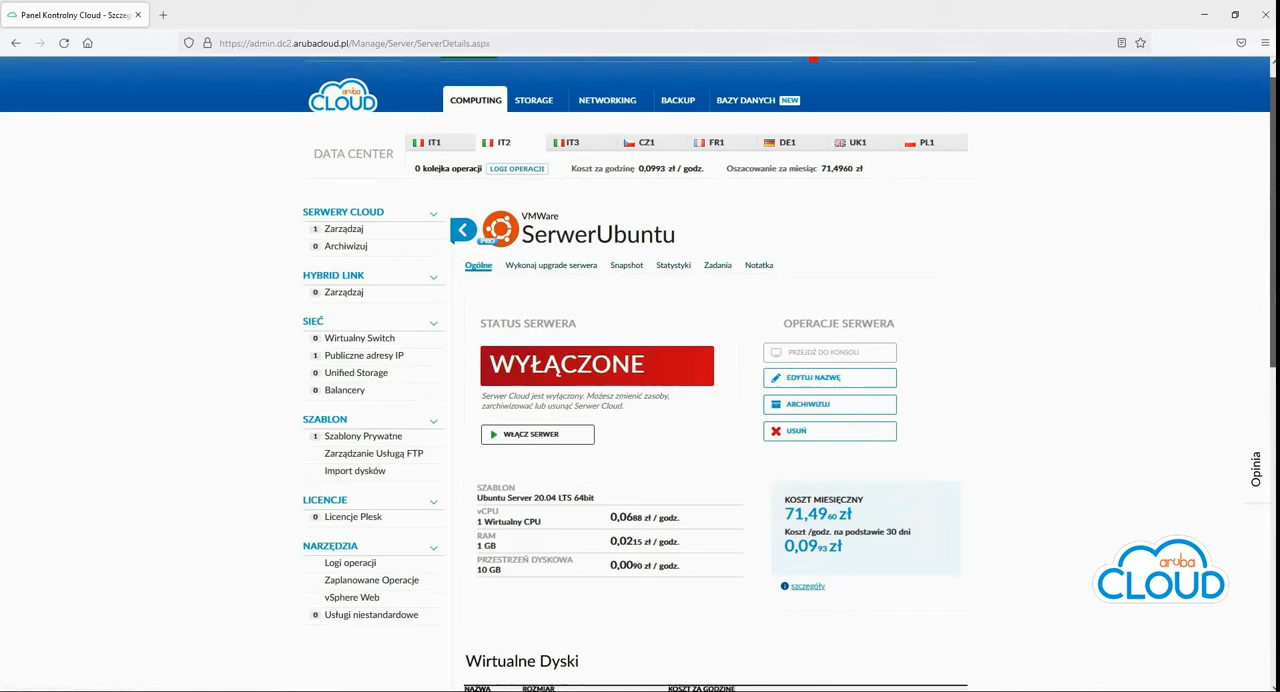 Panel Kontrolny Cloud - Szczeg
https://admin.dc2.arubacloud.pl/Manage/Server/ServerDetails.aspx
aruba
CLOUD
COMPUTING
STORAGE
NETWORKING
BACKUP
BAZY DANYCH NEW
DATA CENTER
IT1
IT2
IT3
CZ1
FR1
DE1
UK1
PL1
0 kolejka operacji
LOGI OPERACJI
Koszt za godzinę 0,0993 zł / godz.
Oszacowanie za miesiąc 71,4960 zł
SERWERY CLOUD
1 Zarządzaj
0 Archiwizuj
HYBRID LINK
0 Zarządzaj
SIEĆ
0 Wirtualny Switch
1 Publiczne adresy IP
0 Unified Storage
0 Balancery
SZABLON
1 Szablony Prywatne
Zarządzanie Usługą FTP
Import dysków
LICENCJE
0 Licencje Plesk
NARZĘDZIA
Logi operacji
Zaplanowane Operacje
vSphere Web
0 Usługi niestandardowe
PRO
VMWare
SerwerUbuntu
Ogólne
Wykonaj upgrade serwera
Snapshot
Statystyki
Zadania
Notatka
STATUS SERWERA
WYŁĄCZONE
Serwer Cloud jest wyłączony. Możesz zmienić zasoby,
zarchiwizować lub usunąć Serwer Cloud.
WŁĄCZ SERWER
OPERACJE SERWERA
PRZEJDŹ DO KONSOLI
EDYTUJ NAZWĘ
ARCHIWIZUJ
USUŃ
SZABLON
Ubuntu Server 20.04 LTS 64bit
vCPU
1 Wirtualny CPU
0,0688 zł / godz.
RAM
1 GB
0,0215 zł / godz.
PRZESTRZEŃ DYSKOWA
10 GB
0,0090 zł / godz.
KOSZT MIESIĘCZNY
71,4960 zł
Koszt /godz. na podstawie 30 dni
0,0993 zł
szczegóły
Wirtualne Dyski
NAZWA
ROZMIAR
KOSZT ZA GODZINĘ
Opinia
aruba
CLOUD